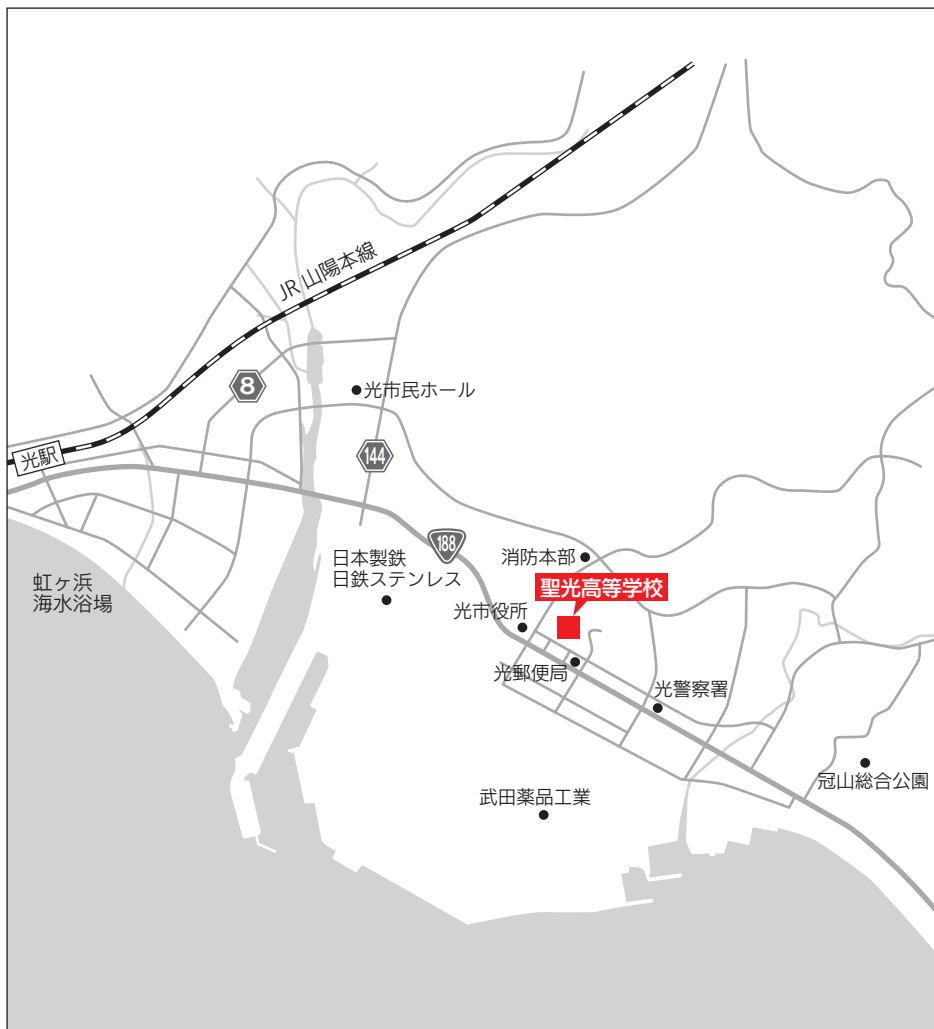 JR 山陽本線
8
光市民ホール
光駅
144
188
日本製鉄
日鉄ステンレス
消防本部
聖光高等学校
虹ヶ浜
海水浴場
光市役所
光郵便局
光警察署
冠山総合公園
武田薬品工業